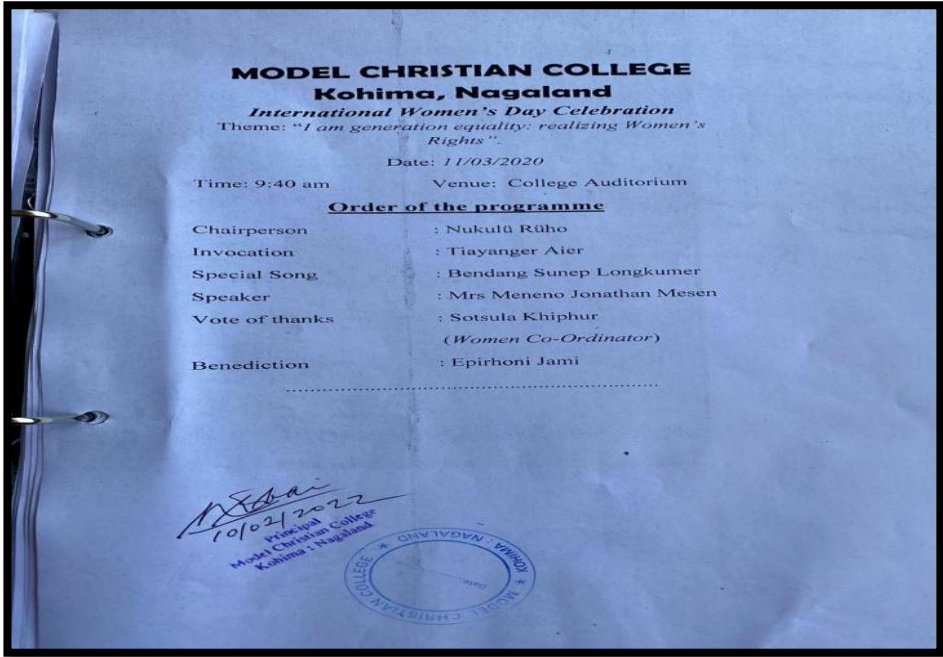 MODEL CHRISTIAN COLLEGE
Kohima, Nagaland
International Women's Day Celebration
Theme: "I am generation equality: realizing Women's
Rights".
Date: 11/03/2020
Time: 9:40 am Venue: College Auditorium
Order of the programme
Chairperson : Nukulü Rüho
Invocation : Tiayanger Aier
Special Song : Bendang Sunep Longkumer
Speaker : Mrs Meneno Jonathan Mesen
Vote of thanks : Sotsula Khiphur
(Women Co-Ordinator)
Benediction : Epirhoni Jami
10/02/2022
Principal
Model Christian College
Kohima : Nagaland
★ MODEL CHRISTIAN COLLEGE ★ KOHIMA : NAGALAND
Date